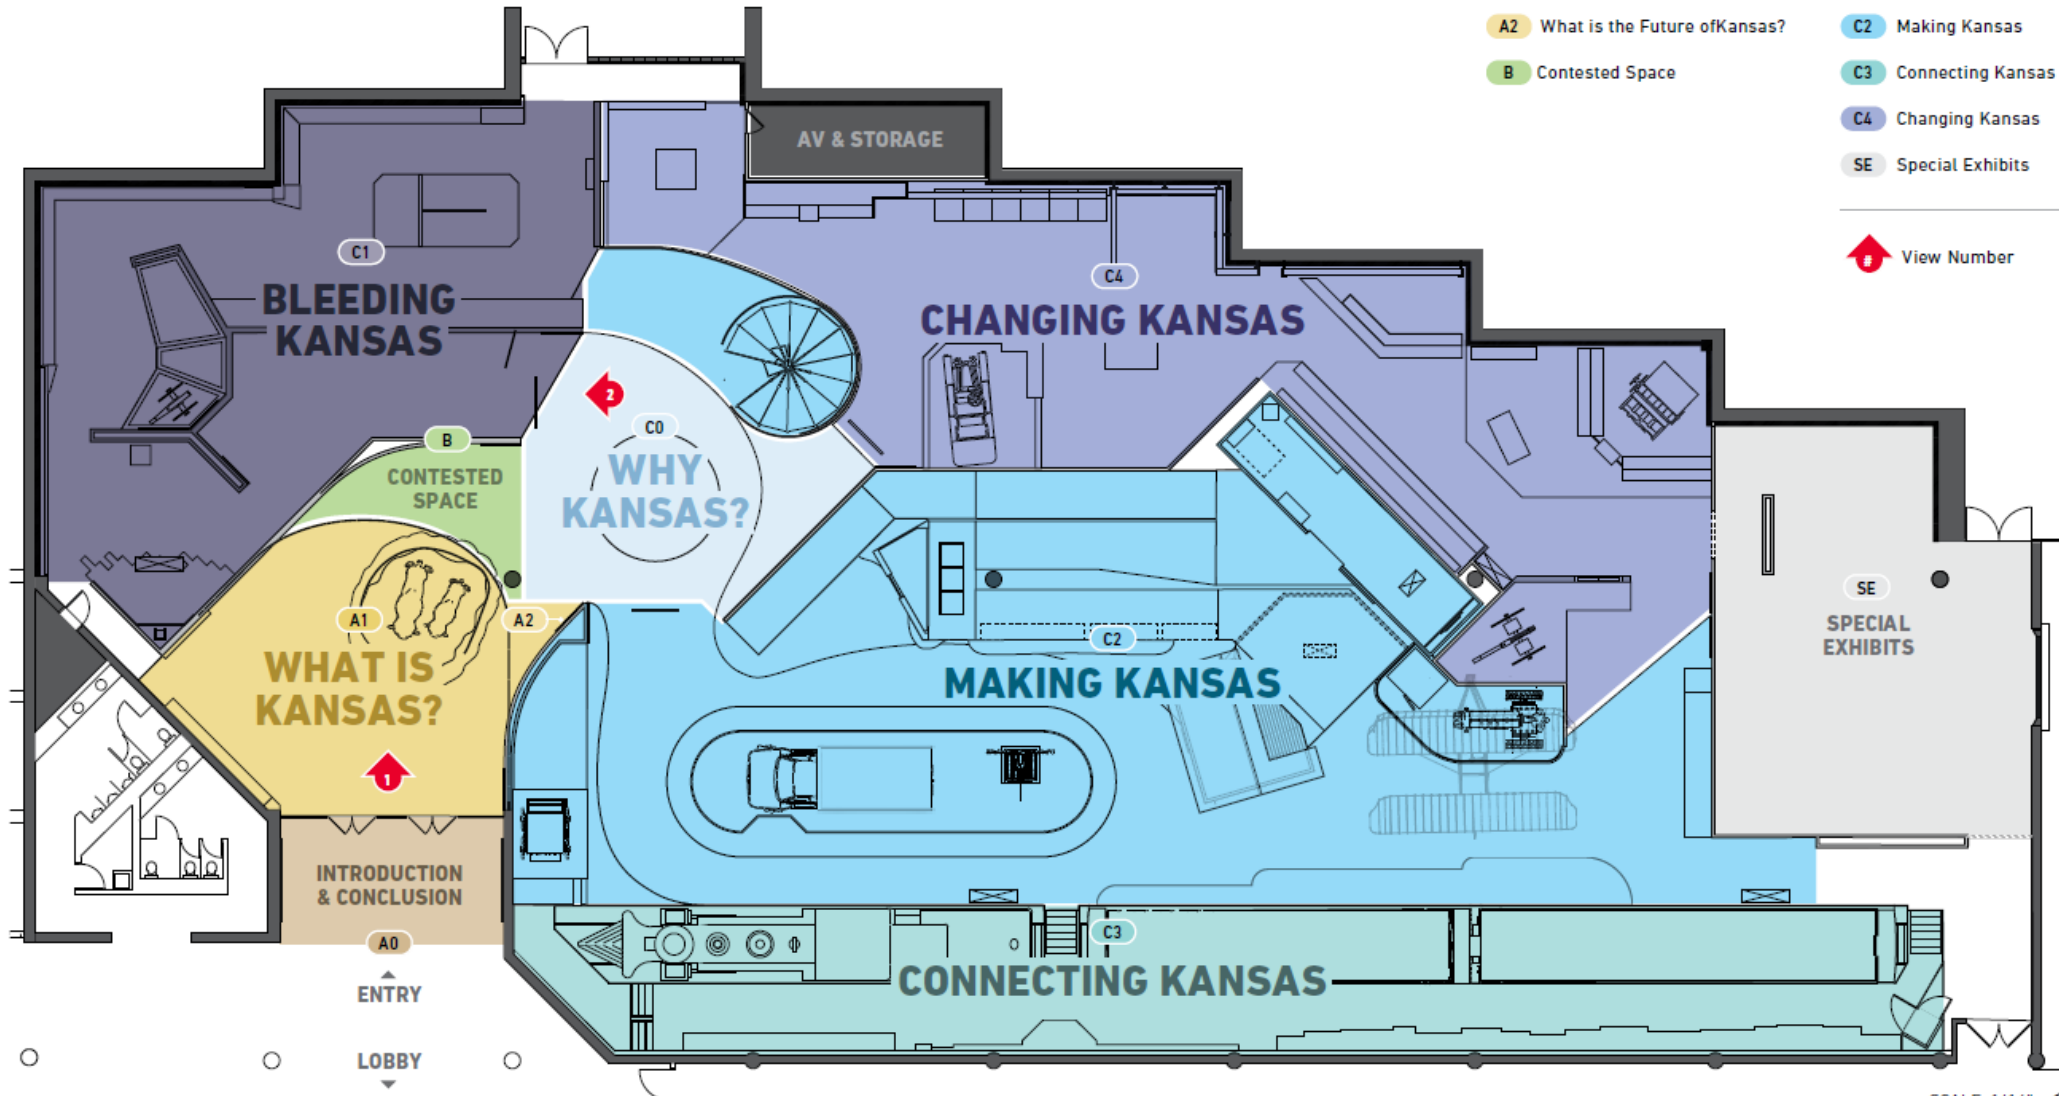 A2 What is the Future ofKansas?
B Contested Space
C2 Making Kansas
C3 Connecting Kansas
C4 Changing Kansas
SE Special Exhibits
# View Number
AV & STORAGE
C1
BLEEDING
KANSAS
C4
CHANGING KANSAS
2
C0
WHY
KANSAS?
B
CONTESTED
SPACE
A1
A2
WHAT IS
KANSAS?
1
C2
MAKING KANSAS
SE
SPECIAL
EXHIBITS
INTRODUCTION
& CONCLUSION
A0
ENTRY
LOBBY
C3
CONNECTING KANSAS